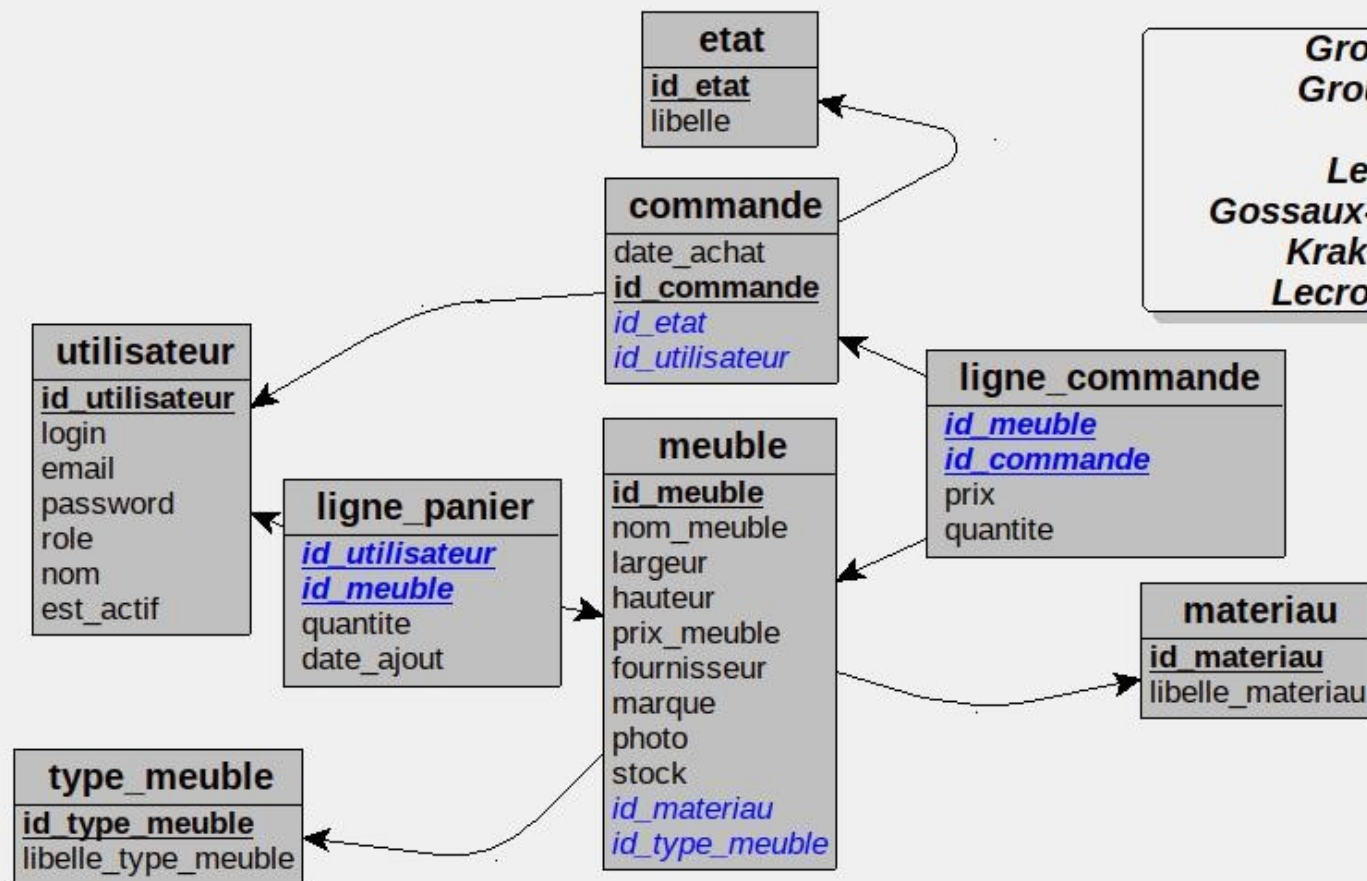 etat
id_etat
libelle
commande
date_achat
id_commande
id_etat
id_utilisateur
utilisateur
id_utilisateur
login
email
password
role
nom
est_actif
ligne_panier
id_utilisateur
id_meuble
quantite
date_ajout
meuble
id_meuble
nom_meuble
largeur
hauteur
prix_meuble
fournisseur
marque
photo
stock
id_materiau
id_type_meuble
ligne_commande
id_meuble
id_commande
prix
quantite
materiau
id_materiau
libelle_materiau
type_meuble
id_type_meuble
libelle_type_meuble